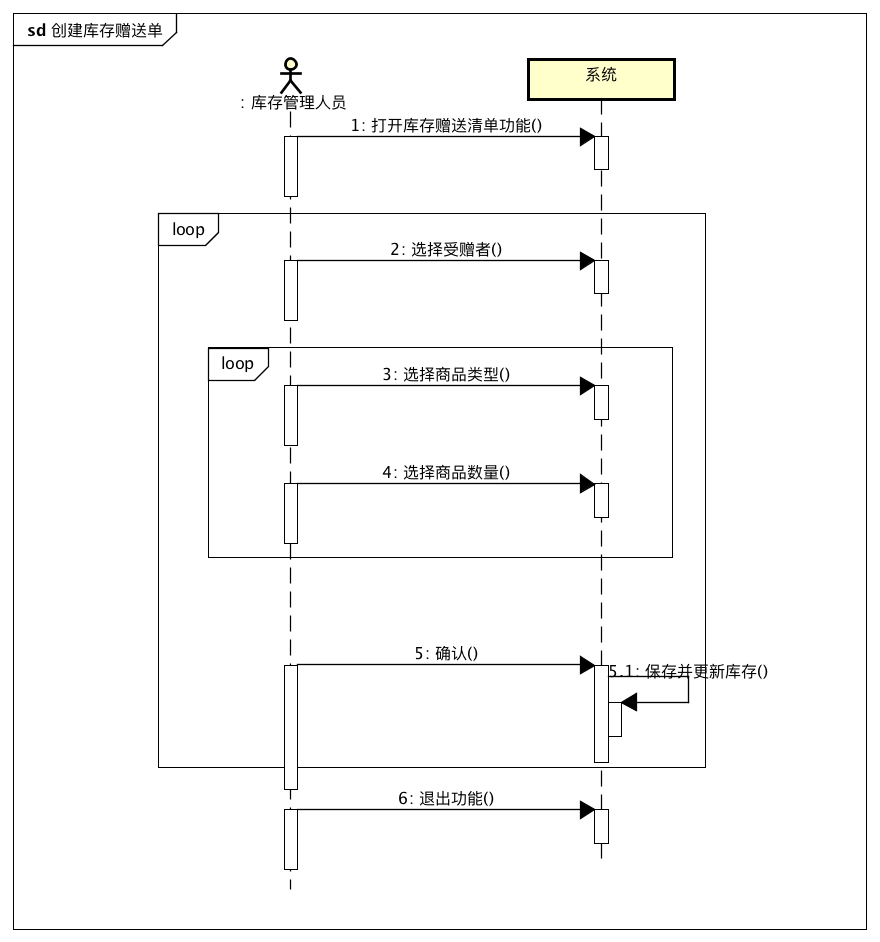 sd 创建库存赠送单
系统
: 库存管理人员
1: 打开库存赠送清单功能()
loop
2: 选择受赠者()
loop
3: 选择商品类型()
4: 选择商品数量()
5: 确认()
5.1: 保存并更新库存()
6: 退出功能()